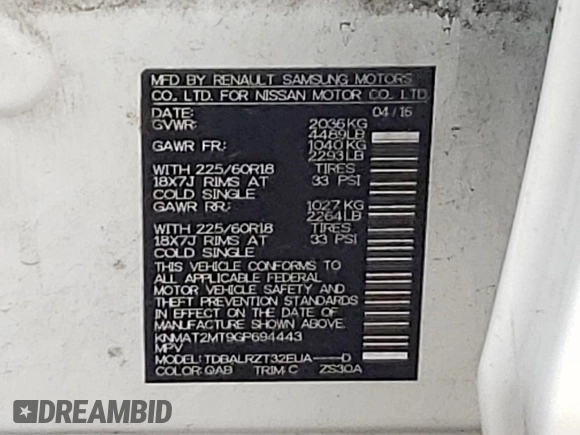 MFD BY RENAULT SAMSUNG MOTORS
CO., LTD. FOR NISSAN MOTOR CO., LTD.
DATE: 04/16
GVWR: 2036KG
4489LB
GAWR FR: 1040 KG
2293LB
WITH 225/60R18 TIRES
18X7J RIMS AT 33 PSI
COLD SINGLE
GAWR RR: 1027 KG
2264LB
WITH 225/60R18 TIRES
18X7J RIMS AT 33 PSI
COLD SINGLE
THIS VEHICLE CONFORMS TO
ALL APPLICABLE FEDERAL
MOTOR VEHICLE SAFETY AND
THEFT PREVENTION STANDARDS
IN EFFECT ON THE DATE OF
MANUFACTURE SHOWN ABOVE.
KNMAT2MT9GP694443
MPV
MODEL:TDBALRZT32EUA-----D
COLOR:QAB TRIM:C ZS30A
DREAMBID